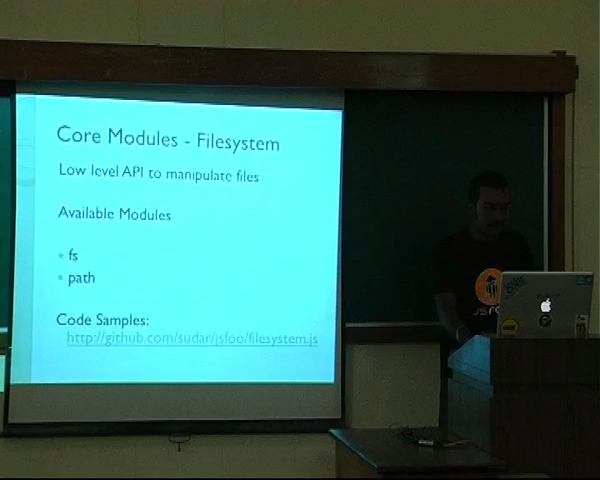 Core Modules - Filesystem
Low level API to manipulate files
Available Modules
fs
path
Code Samples:
http://github.com/sudar/jsfoo/filesystem.js
JSF